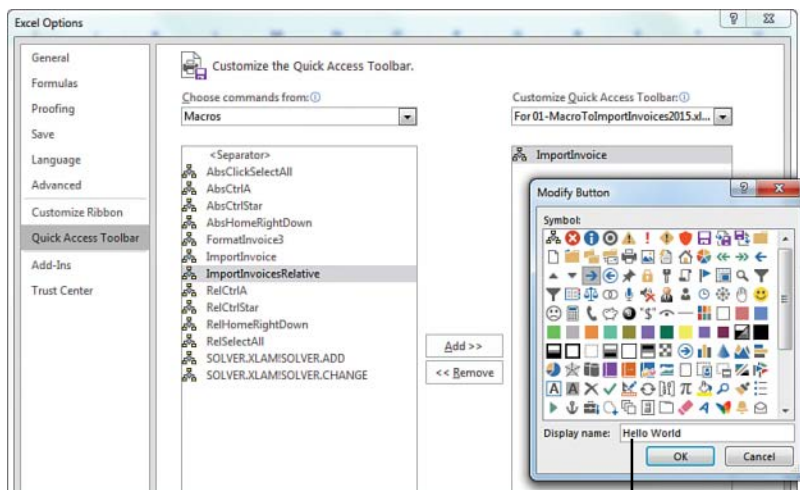 Excel Options
General
Formulas
Proofing
Save
Language
Advanced
Customize Ribbon
Quick Access Toolbar
Add-Ins
Trust Center
Customize the Quick Access Toolbar.
Choose commands from:
Macros
<Separator>
AbsClickSelectAll
AbsCtrlA
AbsCtrlStar
AbsHomeRightDown
FormatInvoice3
ImportInvoice
ImportInvoicesRelative
RelCtrlA
RelCtrlStar
RelHomeRightDown
RelSelectAll
SOLVER.XLAM!SOLVER.ADD
SOLVER.XLAM!SOLVER.CHANGE
Add >>
<< Remove
Customize Quick Access Toolbar:
For 01-MacroToImportInvoices2015.xl...
ImportInvoice
Modify Button
Symbol:
Display name: Hello World
OK Cancel